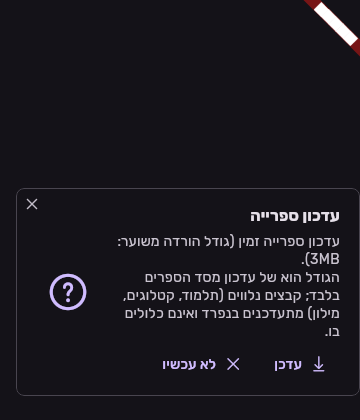 עדכון ספרייה
עדכון ספרייה זמין (גודל הורדה משוער:
3MB).
הגודל הוא של עדכון מסד הספרים
בלבד; קבצים נלווים (תלמוד, קטלוגים,
מילון) מתעדכנים בנפרד ואינם כלולים
בו.
עדכן
לא עכשיו